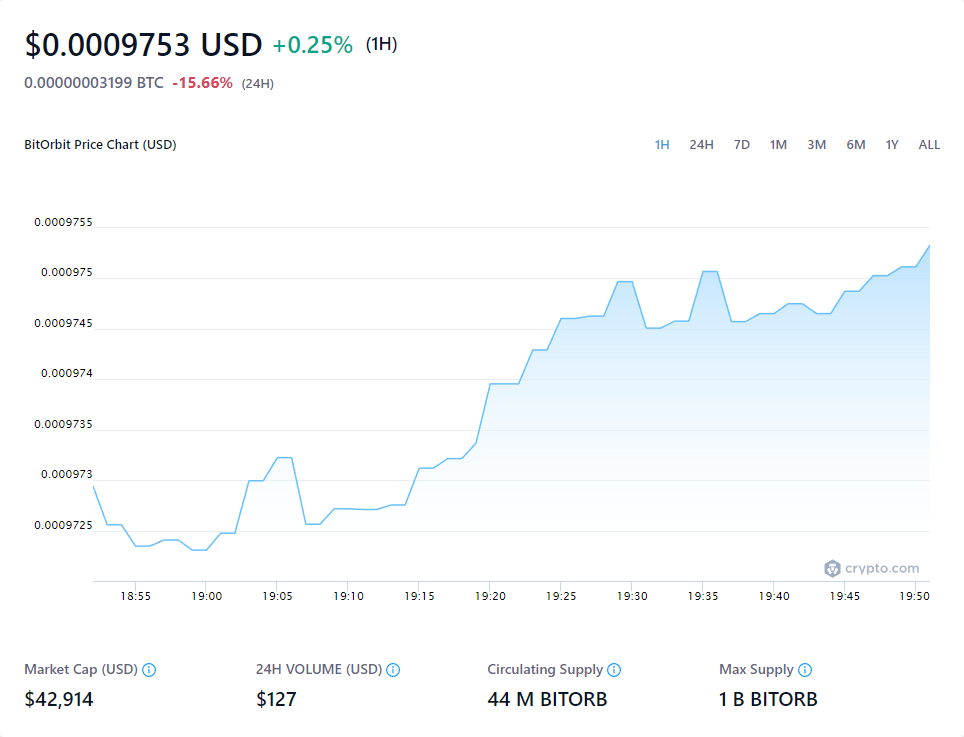 $0.0009753 USD +0.25% (1H)
0.00000003199 BTC -15.66% (24H)
BitOrbit Price Chart (USD) 1H 24H 7D 1M 3M 6M 1Y ALL
0.0009755
0.000975
0.0009745
0.000974
0.0009735
0.000973
0.0009725
crypto.com
18:55 19:00 19:05 19:10 19:15 19:20 19:25 19:30 19:35 19:40 19:45 19:50
Market Cap (USD) 24H VOLUME (USD) Circulating Supply Max Supply
$42,914 $127 44 M BITORB 1 B BITORB